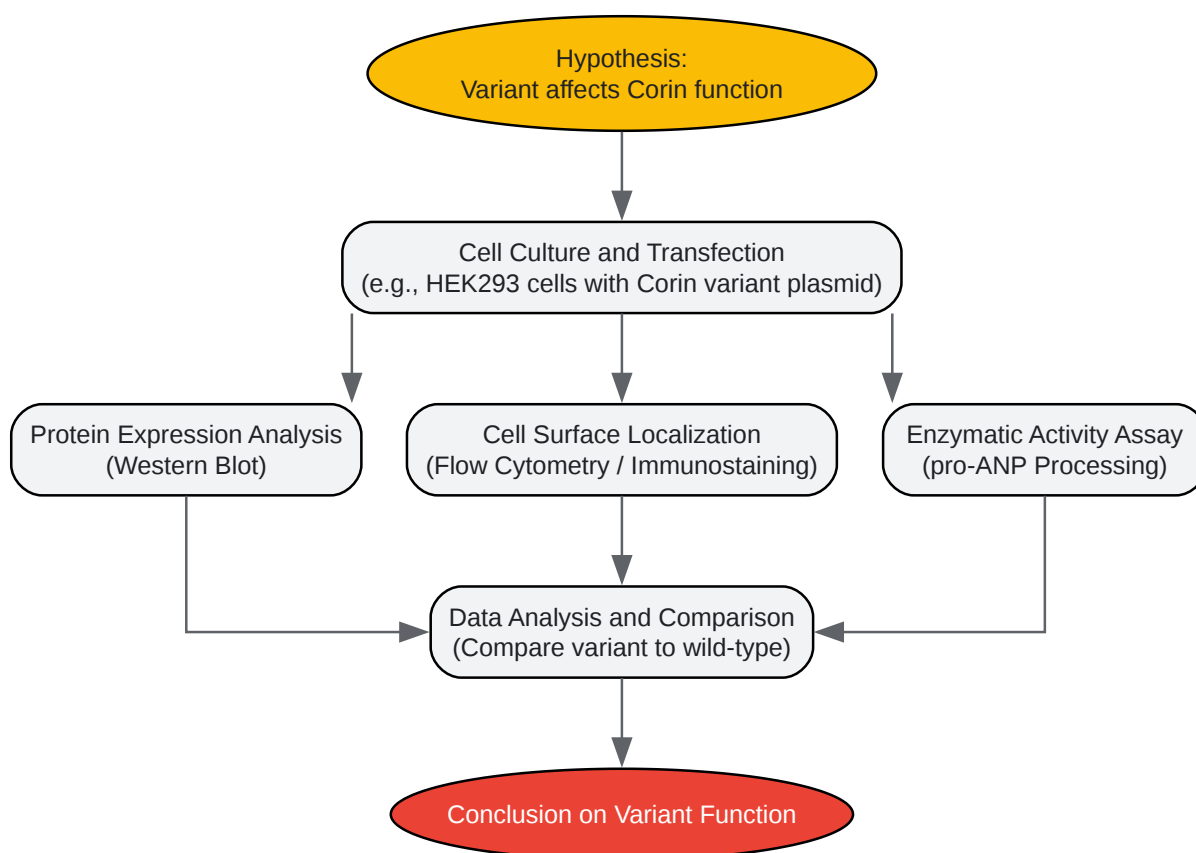 Hypothesis:
Variant affects Corin function
Cell Culture and Transfection
(e.g., HEK293 cells with Corin variant plasmid)
Protein Expression Analysis
(Western Blot)
Cell Surface Localization
(Flow Cytometry / Immunostaining)
Enzymatic Activity Assay
(pro-ANP Processing)
Data Analysis and Comparison
(Compare variant to wild-type)
Conclusion on Variant Function